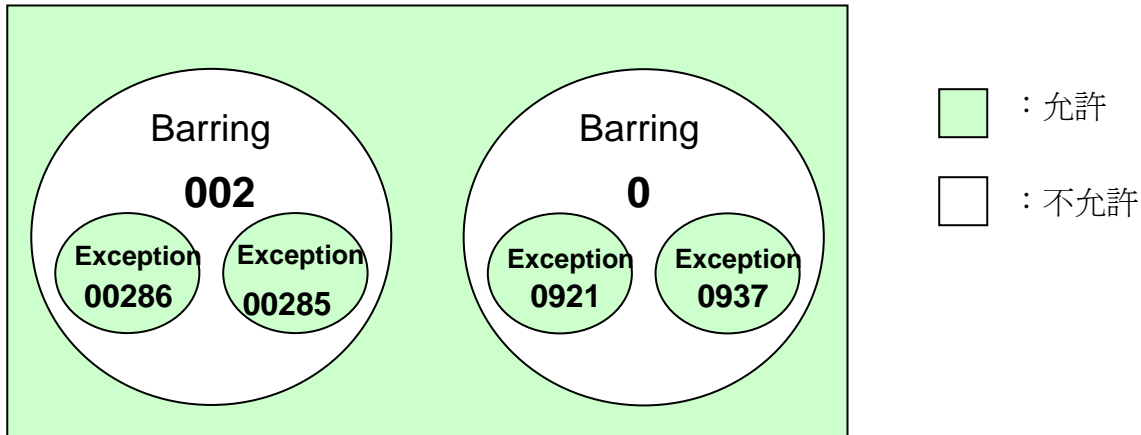 Barring
002
Exception
00286
Exception
00285
Barring
0
Exception
0921
Exception
0937
：允許
：不允許